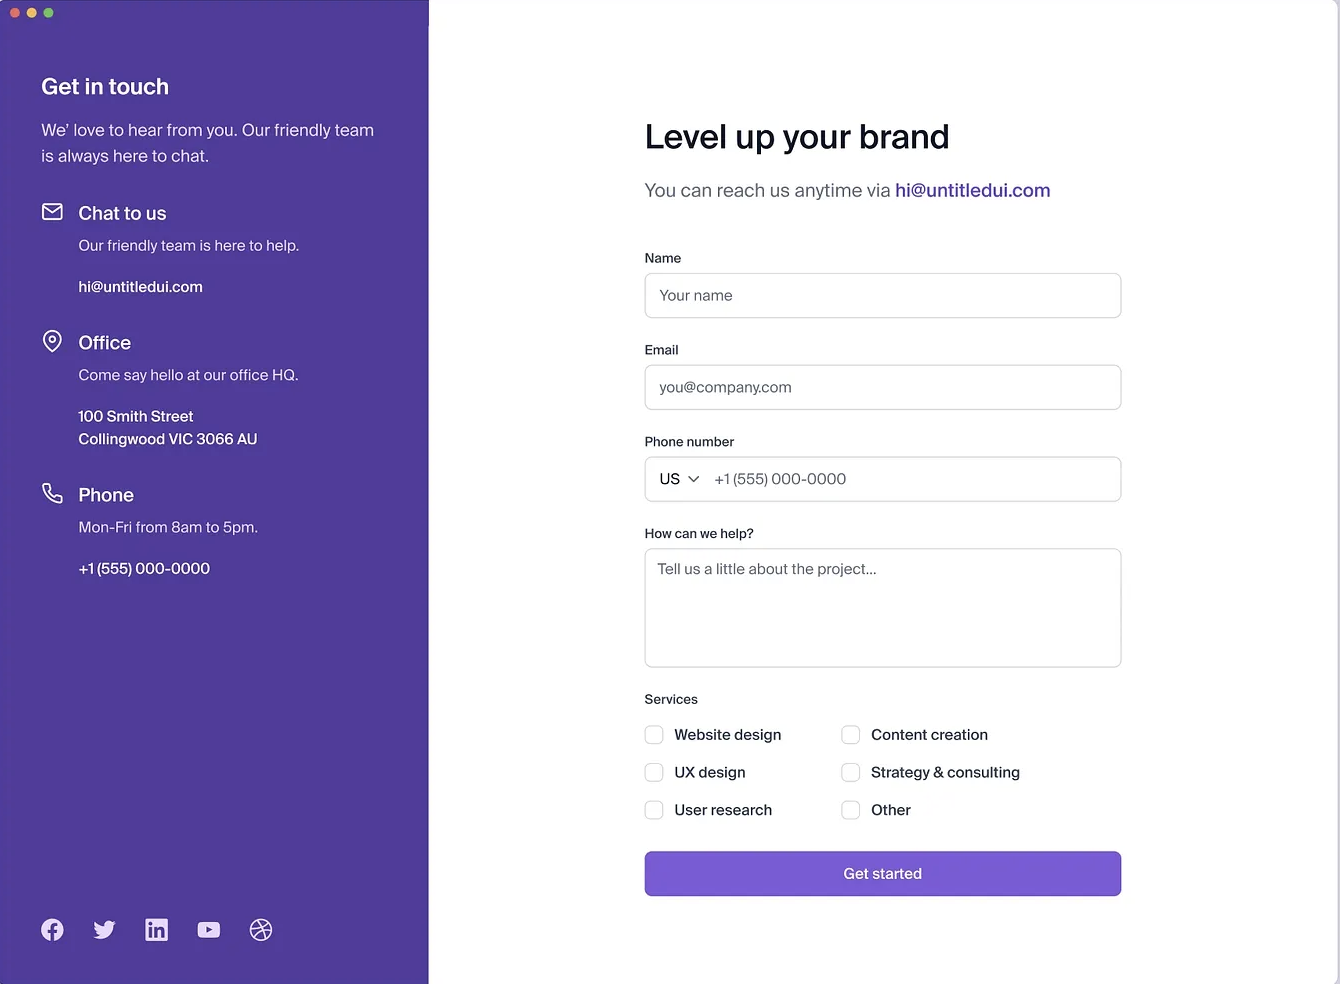 Get in touch
We’ love to hear from you. Our friendly team
is always here to chat.
Chat to us
Our friendly team is here to help.
hi@untitledui.com
Office
Come say hello at our office HQ.
100 Smith Street
Collingwood VIC 3066 AU
Phone
Mon-Fri from 8am to 5pm.
+1 (555) 000-0000
Level up your brand
You can reach us anytime via hi@untitledui.com
Name
Your name
Email
you@company.com
Phone number
US +1 (555) 000-0000
How can we help?
Tell us a little about the project...
Services
Website design
Content creation
UX design
Strategy & consulting
User research
Other
Get started